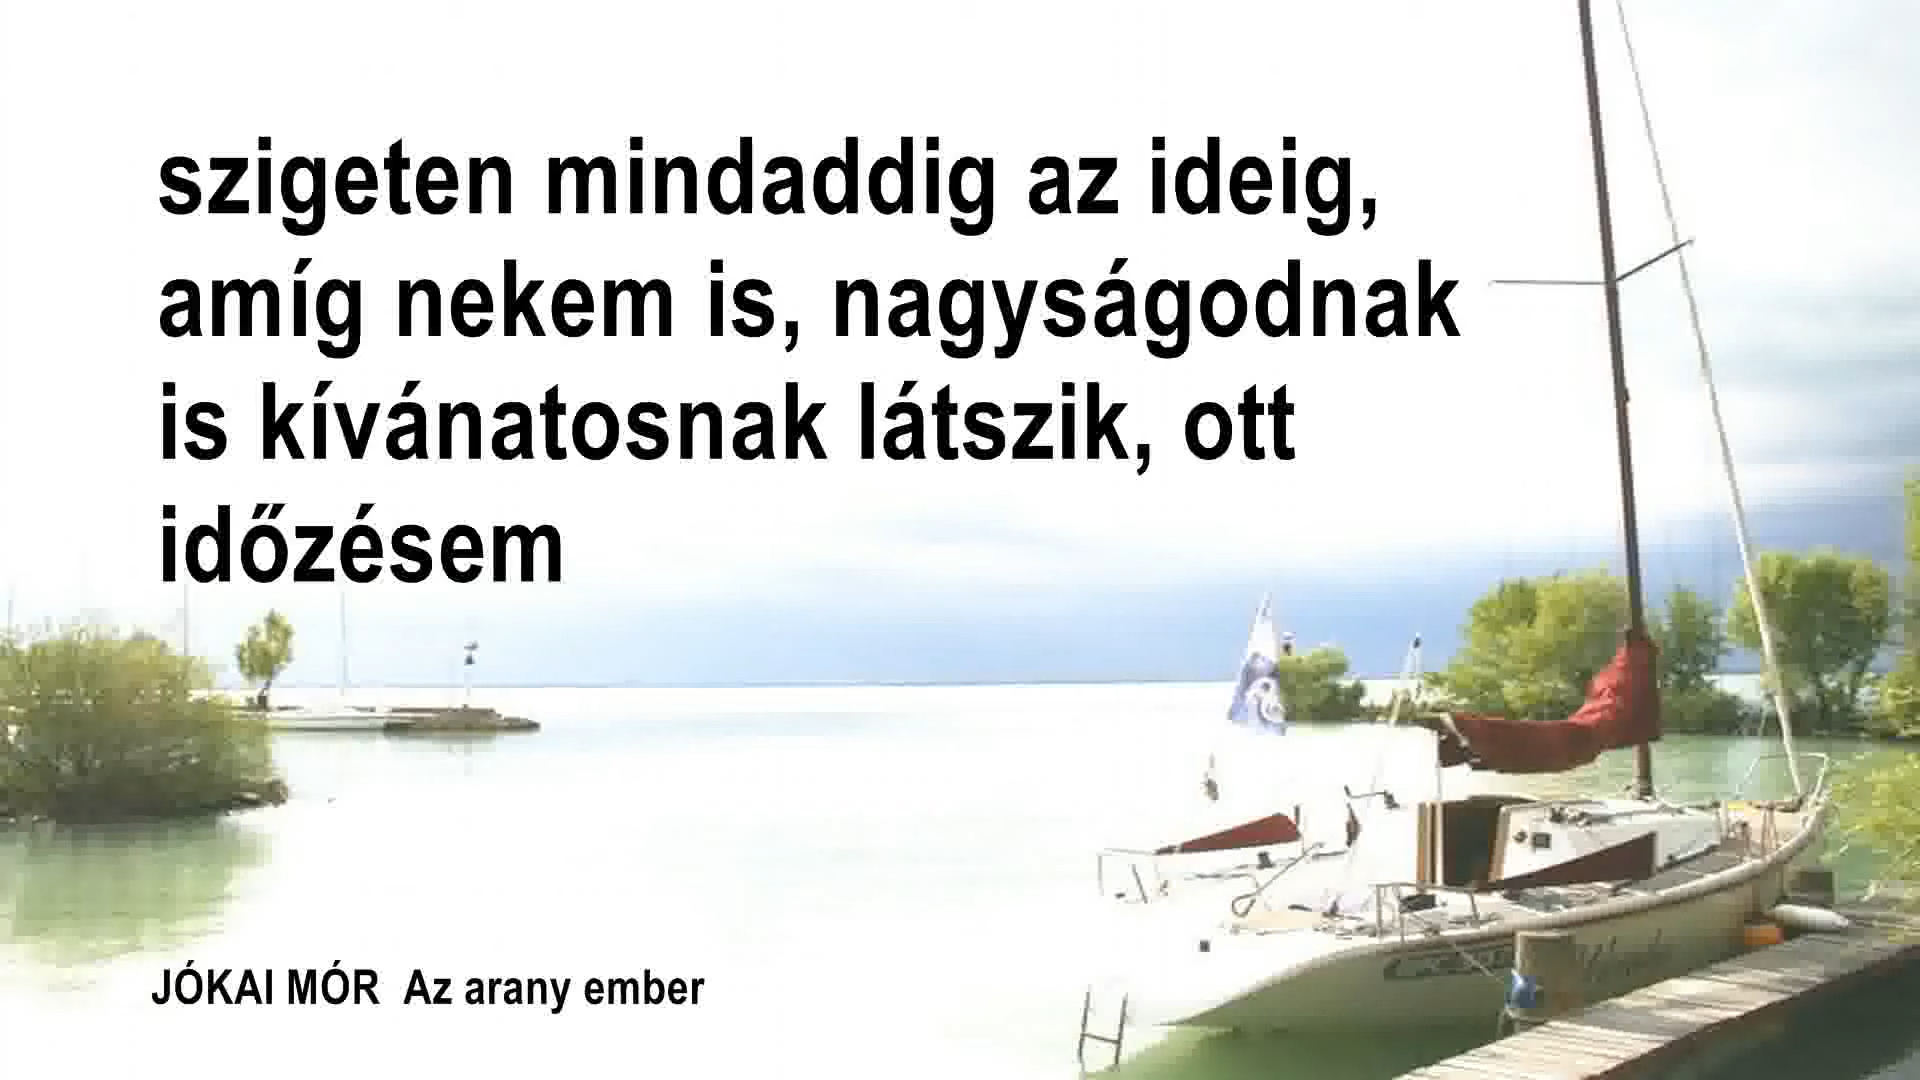 szigeten mindaddig az ideig,
amíg nekem is, nagyságodnak
is kívánatosnak látszik, ott
időzésem
JÓKAI MÓR Az arany ember